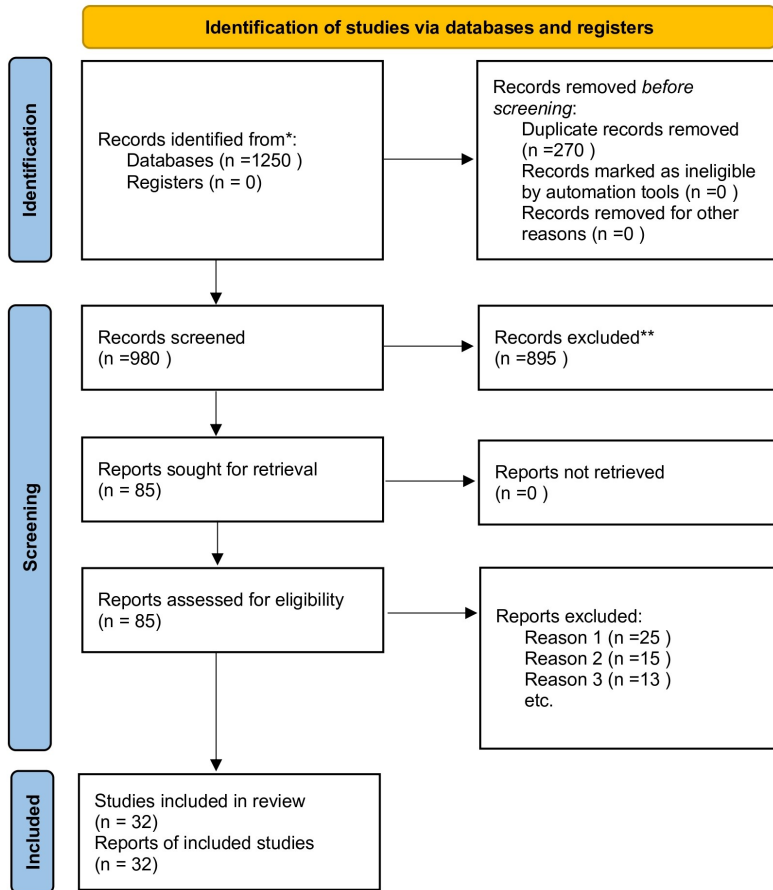 Identification of studies via databases and registers
Identification
Records identified from*:
Databases (n =1250 )
Registers (n = 0)
Records removed before
screening:
Duplicate records removed
(n =270 )
Records marked as ineligible
by automation tools (n =0 )
Records removed for other
reasons (n =0 )
Screening
Records screened
(n =980 )
Records excluded**
(n =895 )
Reports sought for retrieval
(n = 85)
Reports not retrieved
(n =0 )
Reports assessed for eligibility
(n = 85)
Reports excluded:
Reason 1 (n =25 )
Reason 2 (n =15 )
Reason 3 (n =13 )
etc.
Included
Studies included in review
(n = 32)
Reports of included studies
(n = 32)